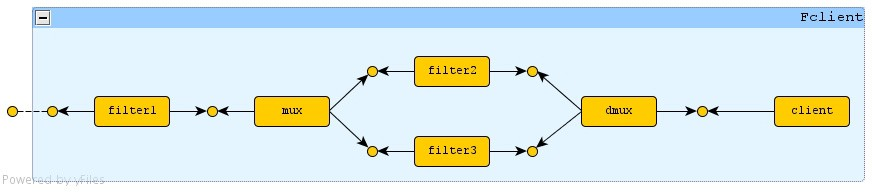 Fclient
filter2
filter1
mux
dmux
client
filter3
Powered by yFiles